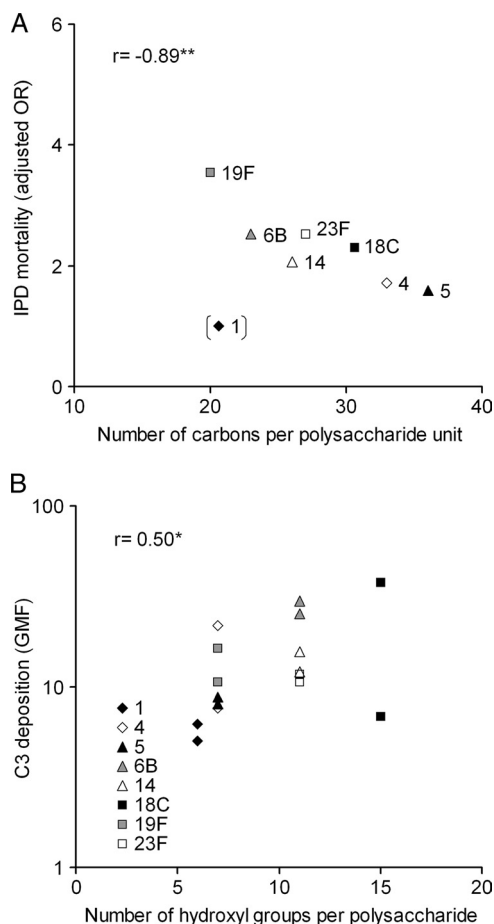 A
r= -0.89**
IPD mortality (adjusted OR)
6
4
2
0
19F
6B
23F
14
18C
4
5
(1)
10
20
30
40
Number of carbons per polysaccharide unit
B
r= 0.50*
C3 deposition (GMF)
100
10
1
1
4
5
6B
14
18C
19F
23F
0
5
10
15
20
Number of hydroxyl groups per polysaccharide